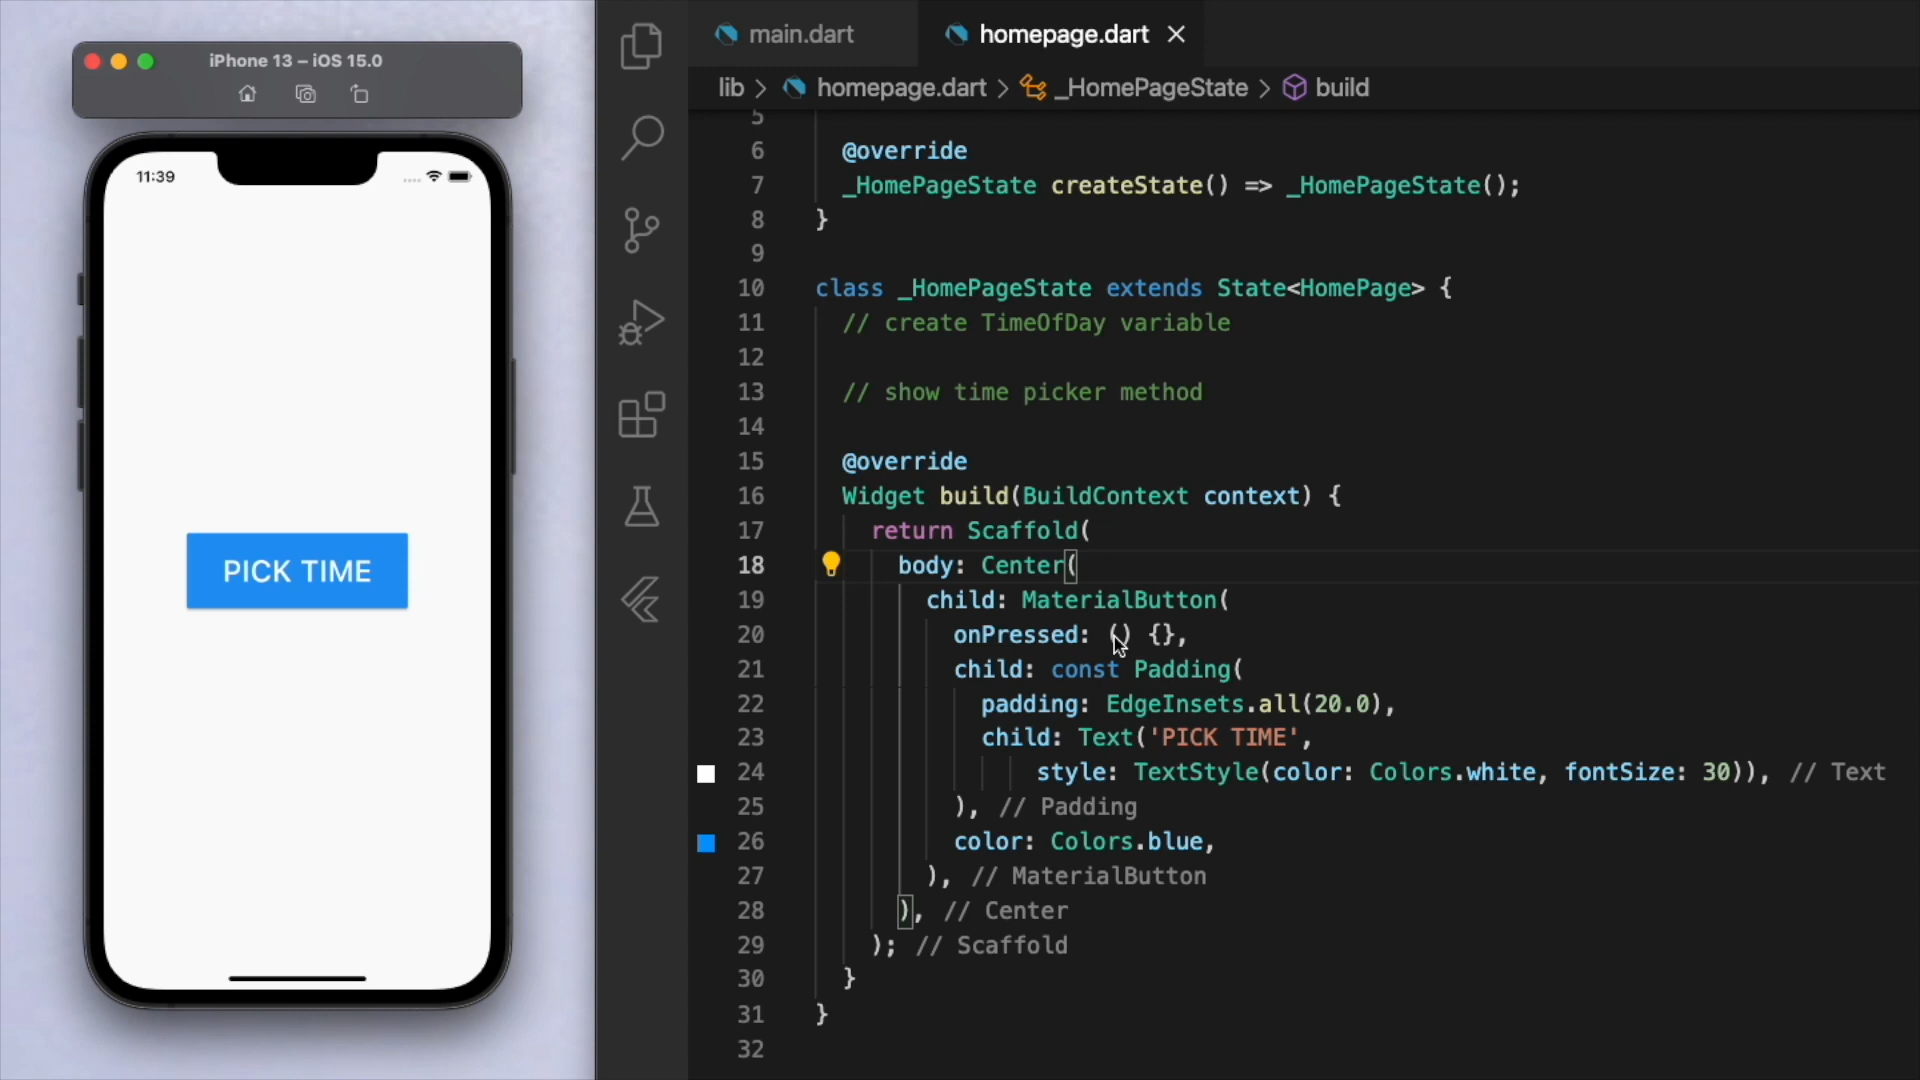 iPhone 13 – iOS 15.0
11:39
PICK TIME
main.dart
homepage.dart
lib > homepage.dart > _HomePageState > build
5
6 @override
7 _HomePageState createState() => _HomePageState();
8 }
9
10 class _HomePageState extends State<HomePage> {
11 // create TimeOfDay variable
12
13 // show time picker method
14
15 @override
16 Widget build(BuildContext context) {
17 return Scaffold(
18 body: Center(
19 child: MaterialButton(
20 onPressed: () {},
21 child: const Padding(
22 padding: EdgeInsets.all(20.0),
23 child: Text('PICK TIME',
24 style: TextStyle(color: Colors.white, fontSize: 30)), // Text
25 ), // Padding
26 color: Colors.blue,
27 ), // MaterialButton
28 ), // Center
29 ); // Scaffold
30 }
31 }
32